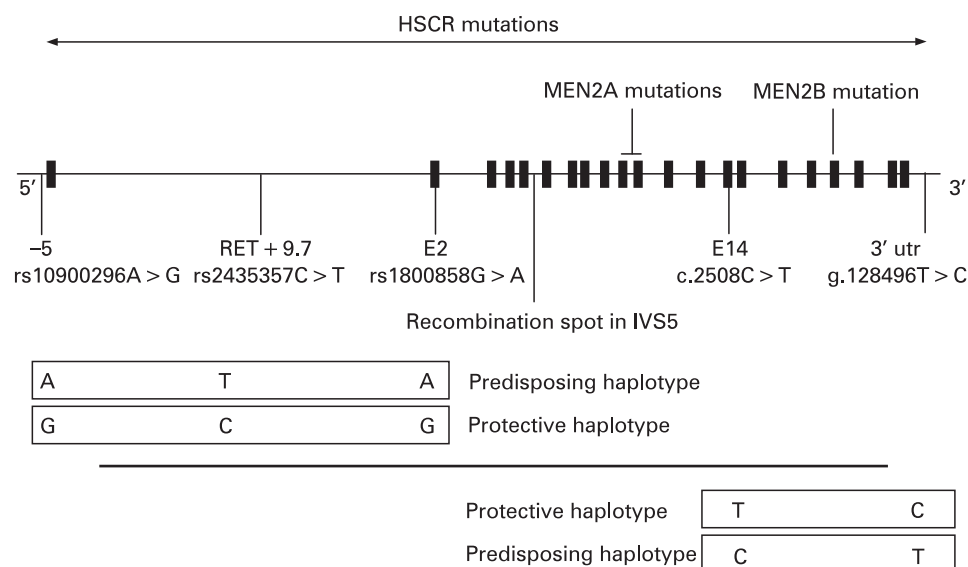 HSCR mutations
MEN2A mutations MEN2B mutation
5′ 3′
–5 RET + 9.7 E2 E14 3′ utr
rs10900296A > G rs2435357C > T rs1800858G > A c.2508C > T g.128496T > C
Recombination spot in IVS5
A T A Predisposing haplotype
G C G Protective haplotype
Protective haplotype T C
Predisposing haplotype C T